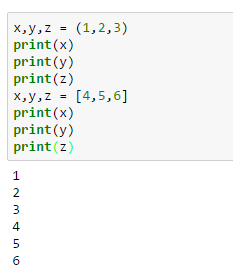 x,y,z = (1,2,3)
print(x)
print(y)
print(z)
x,y,z = [4,5,6]
print(x)
print(y)
print(z)
1
2
3
4
5
6